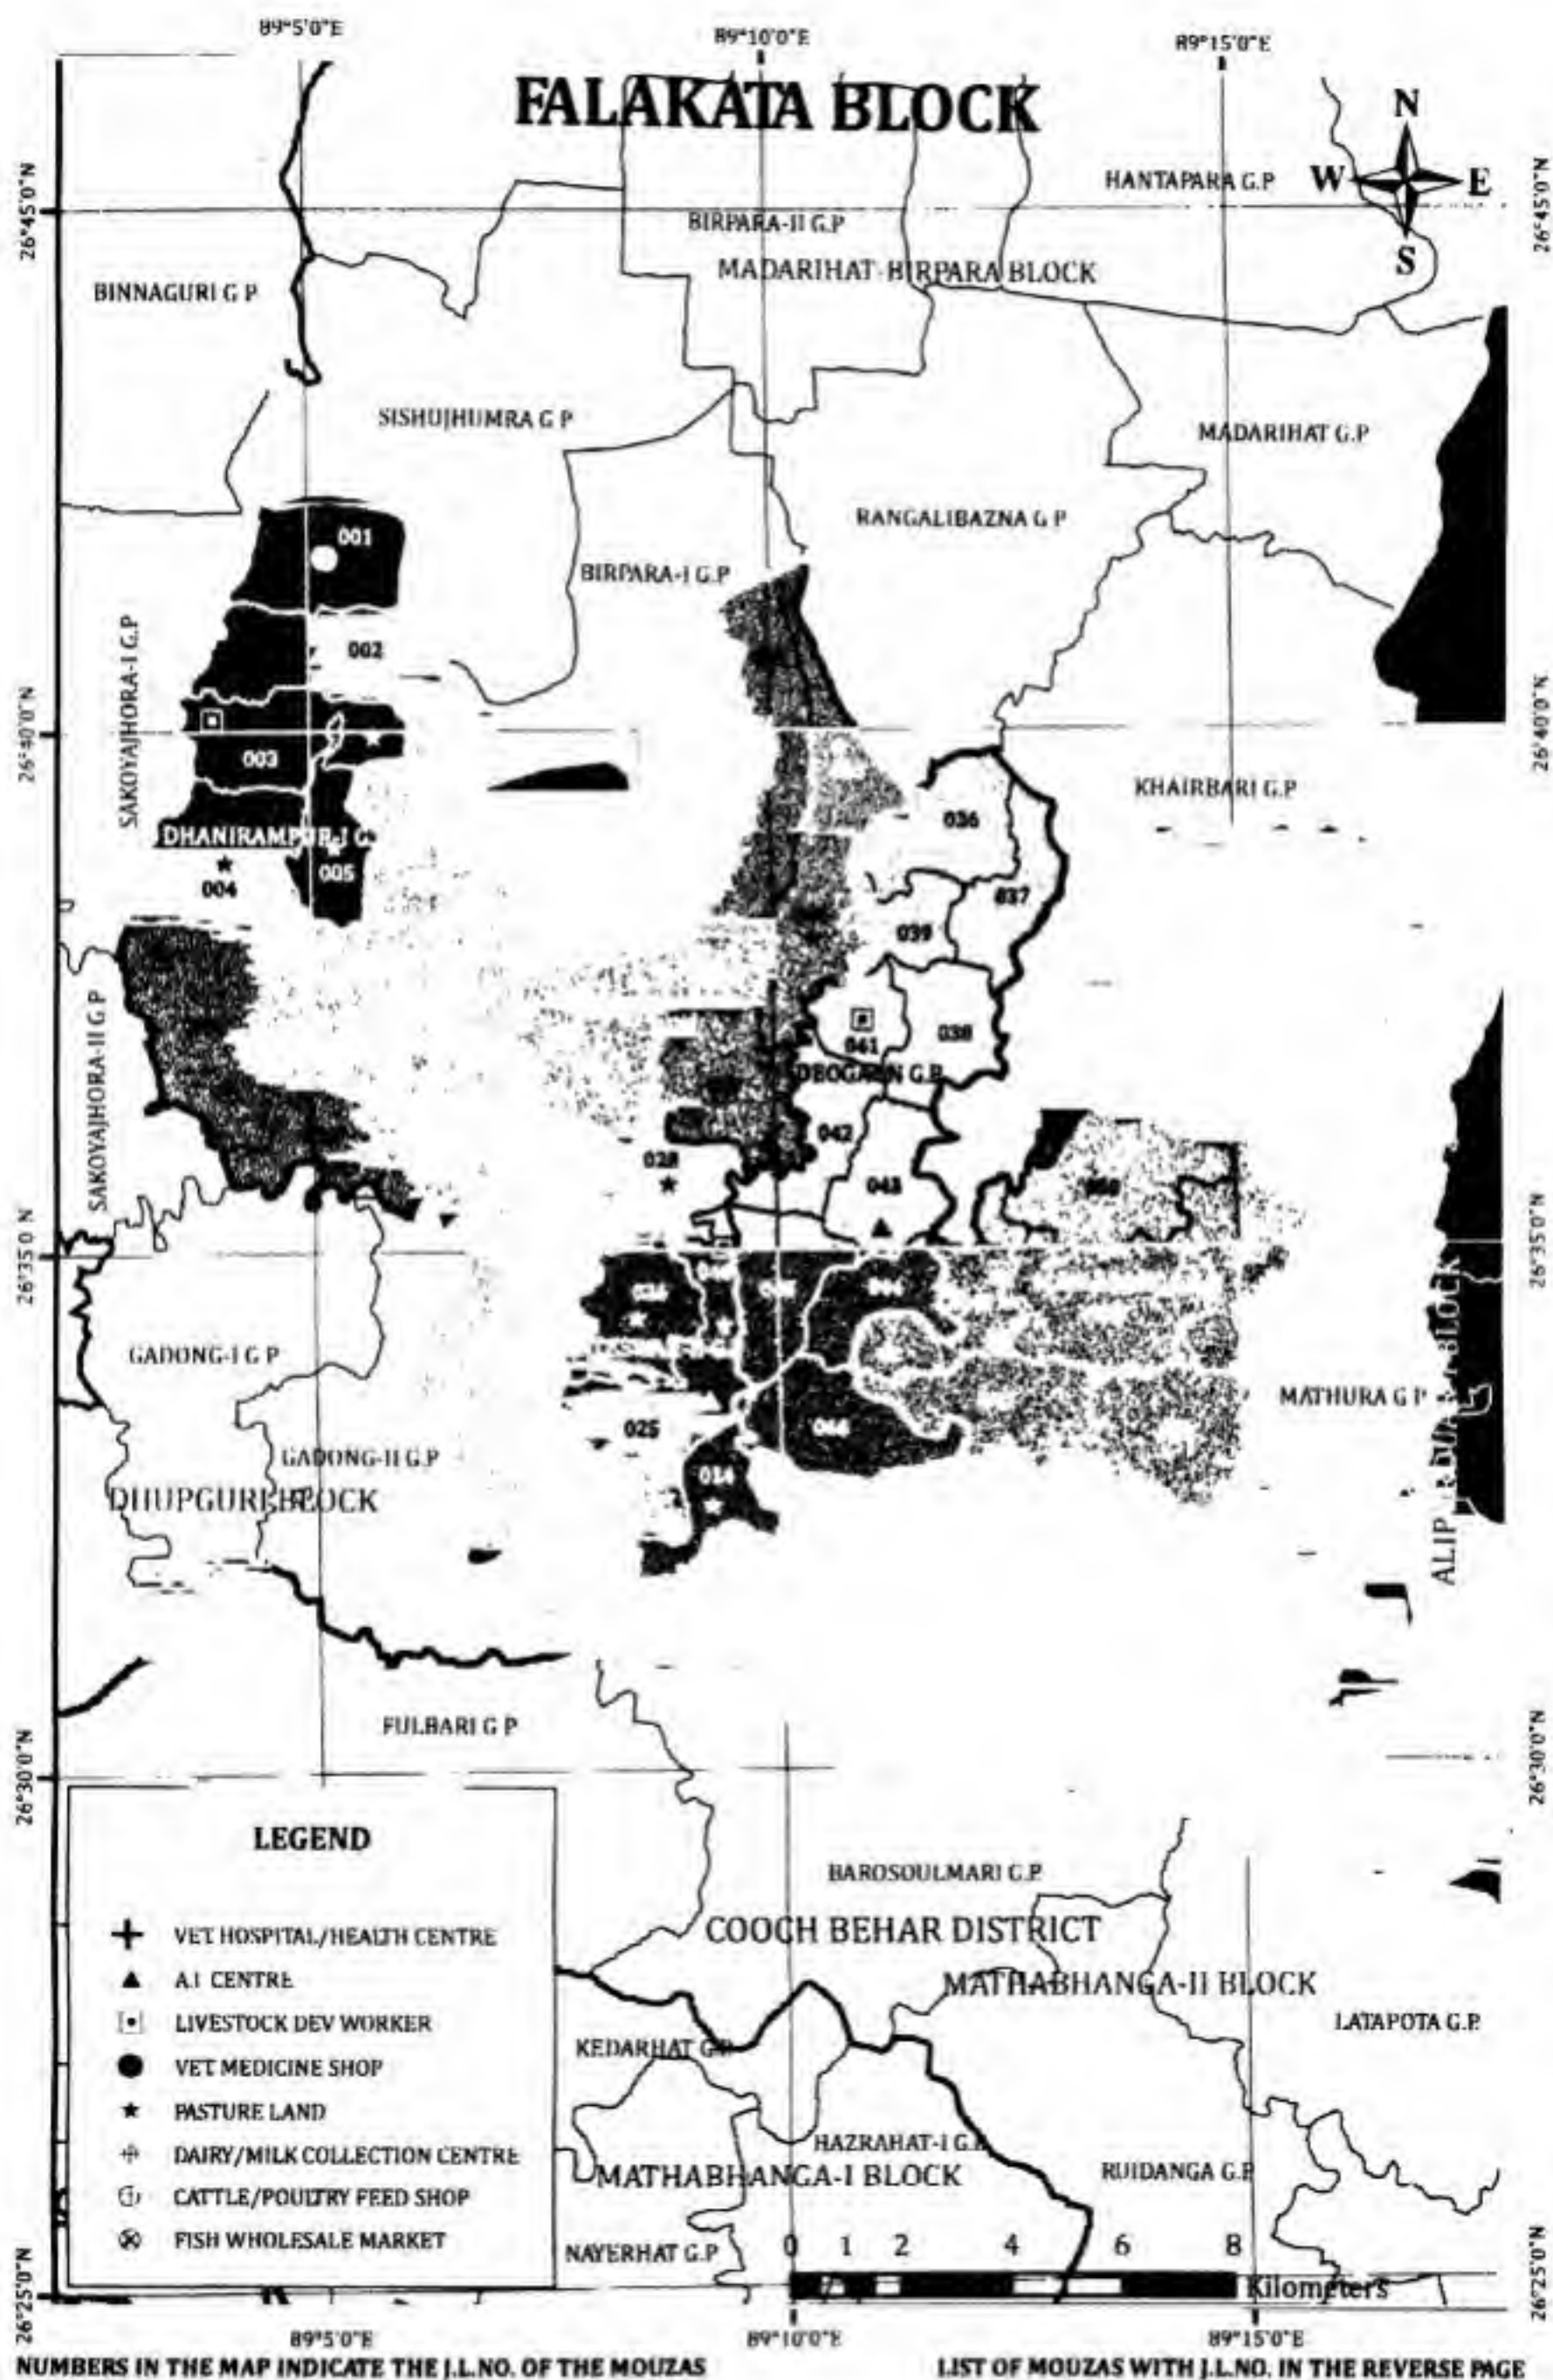 89°5'0"E
89°10'0"E
89°15'0"E
FALAKATA BLOCK
N
HANTAPARA G.P
W
E
26°45'0"N
26°45'0"N
BIRPARA-II G.P
S
MADARIHAT-BIRPARA BLOCK
BINNAGURI G P
SISHUJHUMRA G P
MADARIHAT G.P
RANGALIBAZNA G P
001
BIRPARA-I G.P
SAKOYAJHORA-I G.P
002
26°40'0"N
26°40'0"N
003
KHAIRBARI G.P
036
DHANIRAMPUR-I G
005
004
037
039
SAKOYAJHORA-II G P
038
041
DEOGAON G.P
042
028
043
26°35'0 N
26°35'0"N
GADONG-I G P
MATHURA G P
025
GADONG-II G.P
014
DHUPGURI BLOCK
ALIP BLOCK
FULBARI G P
26°30'0"N
26°30'0"N
LEGEND
BAROSOULMARI G.P.
COOCH BEHAR DISTRICT
VET HOSPITAL/HEALTH CENTRE
MATHABHANGA-II BLOCK
A.I CENTRE
LIVESTOCK DEV WORKER
LATAPOTA G.P.
KEDARHAT G.P
VET MEDICINE SHOP
PASTURE LAND
HAZRAHAT-I G.P
DAIRY/MILK COLLECTION CENTRE
MATHABHANGA-I BLOCK
RUIDANGA G.P
CATTLE/POULTRY FEED SHOP
FISH WHOLESALE MARKET
NAYERHAT G.P
0 1 2 4 6 8
Kilometers
26°25'0"N
26°25'0"N
89°5'0"E
89°10'0"E
89°15'0"E
NUMBERS IN THE MAP INDICATE THE J.L.NO. OF THE MOUZAS
LIST OF MOUZAS WITH J.L.NO. IN THE REVERSE PAGE